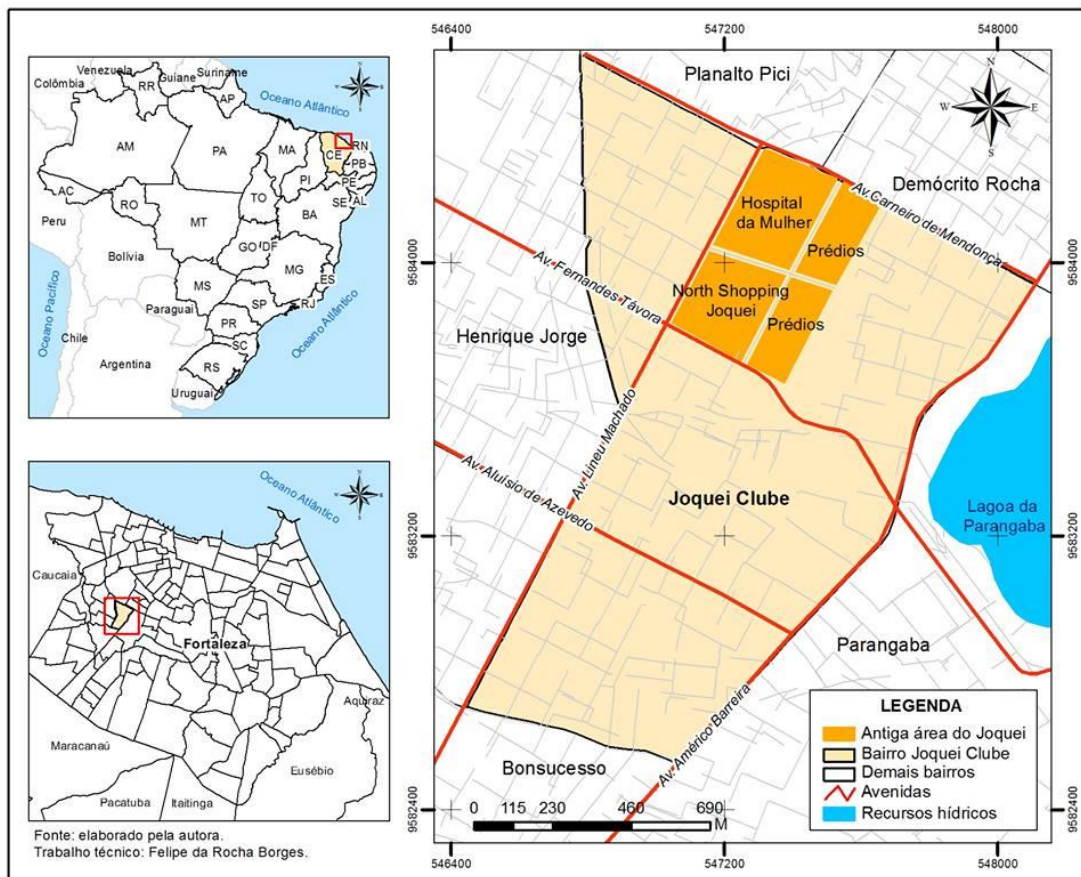 Venezuela
Suriname
Colômbia
Guiane
RR
AP
Oceano Atlântico
AM
PA
MA
CE
RN
PB
PI
PE
AL
AC
TO
SE
RO
BA
Peru
MT
GO
DF
Bolívia
MG
ES
MS
SP
RJ
Oceano Pacífico
Paraguai
PR
Oceano Atlântico
Chile
SC
Argentina
RS
Uruguai
N
Oceano Atlântico
N
Caucaia
Fortaleza
Aquiraz
Maracanaú
Eusébio
Pacatuba
Itaitinga
Fonte: elaborado pela autora.
Trabalho técnico: Felipe da Rocha Borges.
546400
547200
548000
Planalto Pici
N
W
E
S
Demócrito Rocha
Hospital
da Mulher
Prédios
Av. Carneiro de Mendonça
9584000
9584000
Av. Fernandes Távora
North Shopping
Joquei
Prédios
Henrique Jorge
Av. Lineu Machado
Av. Aluísio de Azevedo
Joquei Clube
Lagoa da
Parangaba
9583200
9583200
Parangaba
Av. Américo Barreira
Bonsucesso
LEGENDA
Antiga área do Joquei
Bairro Joquei Clube
Demais bairros
Avenidas
Recursos hídricos
0 115 230 460 690
M
9582400
9582400
546400
547200
548000